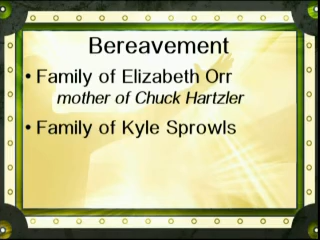 Bereavement
• Family of Elizabeth Orr
mother of Chuck Hartzler
• Family of Kyle Sprowls